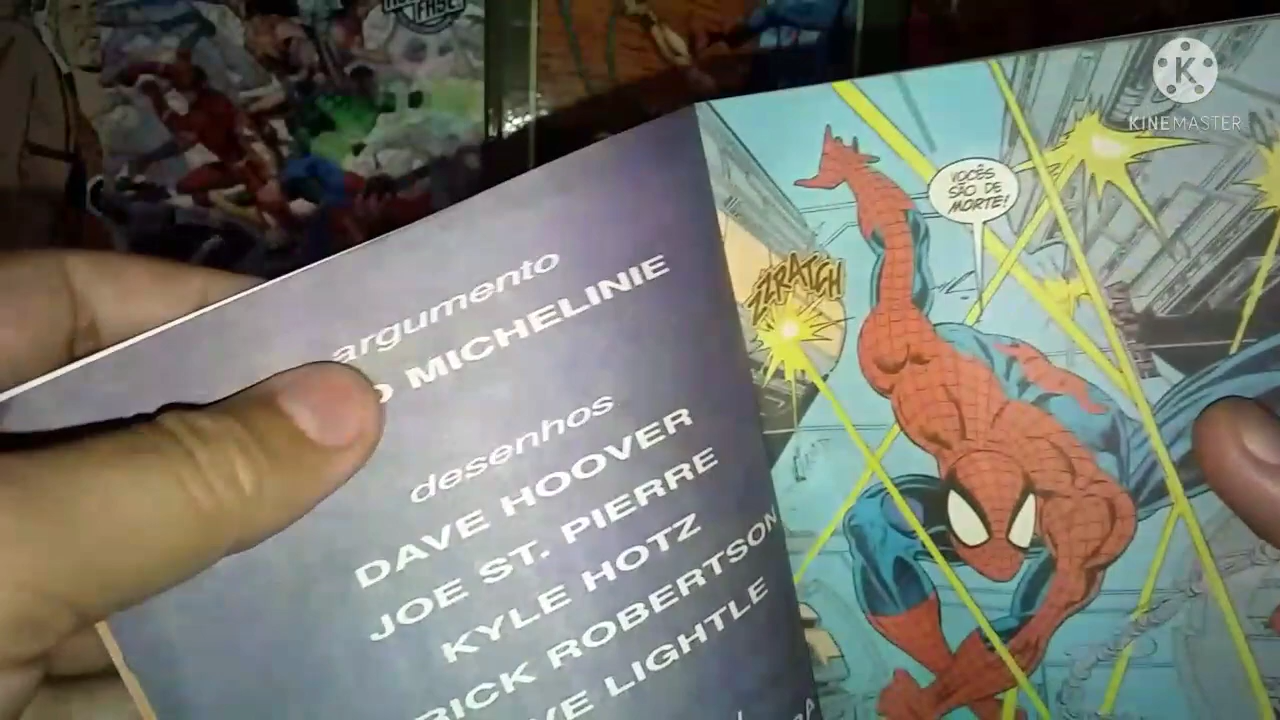 FASE
K
KINEMASTER
argumento
MICHELINIE
desenhos
DAVE HOOVER
JOE ST. PIERRE
KYLE HOTZ
RICK ROBERTSON
LIGHTLE
VOCÊS
SÃO DE
MORTE!
ZZRATCH